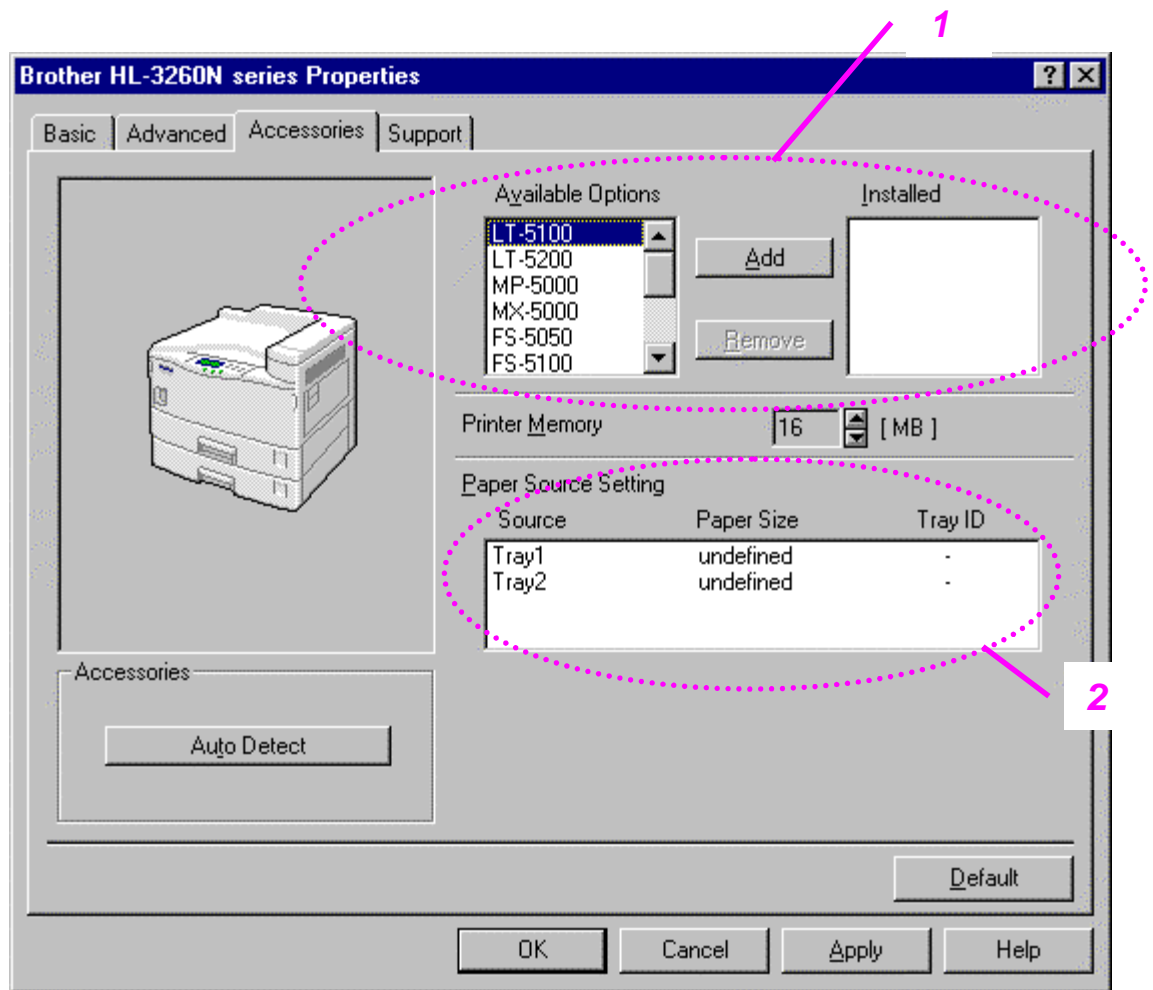 1
Brother HL-3260N series Properties
Basic Advanced Accessories Support
Available Options
Installed
LT-5100
LT-5200
MP-5000
MX-5000
FS-5050
FS-5100
Add
Remove
Printer Memory 16 [ MB ]
Paper Source Setting
Source Paper Size Tray ID
Tray1 undefined -
Tray2 undefined -
2
Accessories
Auto Detect
Default
OK Cancel Apply Help